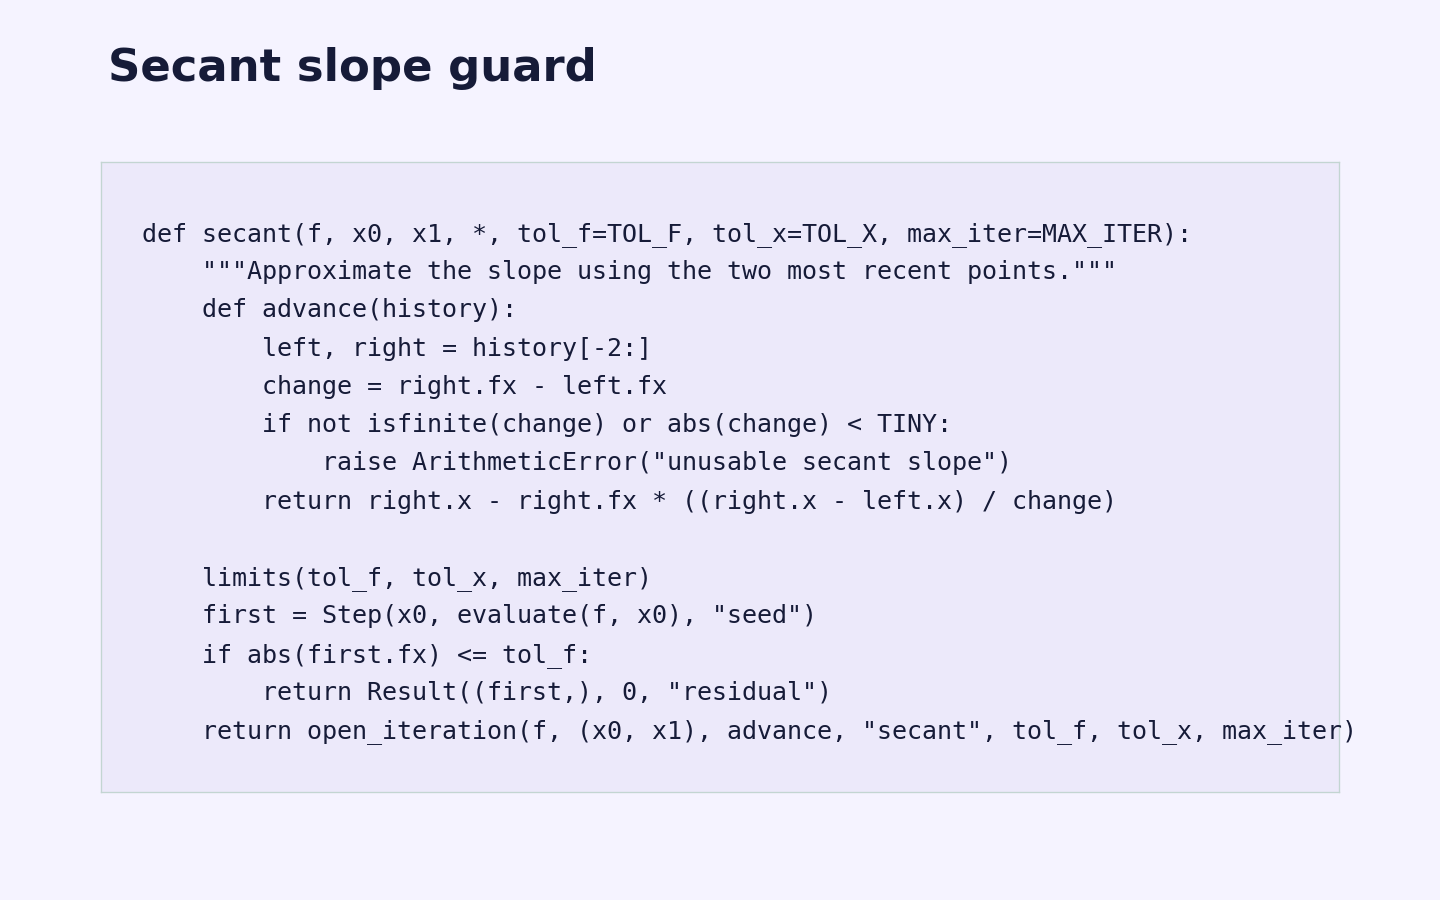 Secant slope guard
def secant(f, x0, x1, *, tol_f=TOL_F, tol_x=TOL_X, max_iter=MAX_ITER):
    """Approximate the slope using the two most recent points."""
    def advance(history):
        left, right = history[-2:]
        change = right.fx - left.fx
        if not isfinite(change) or abs(change) < TINY:
            raise ArithmeticError("unusable secant slope")
        return right.x - right.fx * ((right.x - left.x) / change)

    limits(tol_f, tol_x, max_iter)
    first = Step(x0, evaluate(f, x0), "seed")
    if abs(first.fx) <= tol_f:
        return Result((first,), 0, "residual")
    return open_iteration(f, (x0, x1), advance, "secant", tol_f, tol_x, max_iter)